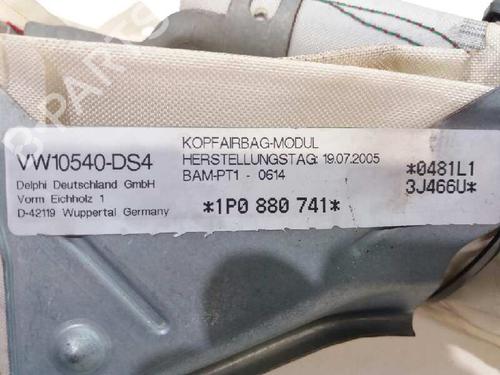 VW10540-DS4
Delphi Deutschland GmbH
Vorm Eichholz 1
D-42119 Wuppertal Germany
KOPFAIRBAG-MODUL
HERSTELLUNGSTAG: 19.07.2005
BAM-PT1 - 0614
*1P0 880 741*
*0481L1
3J466U*
B-PARTS